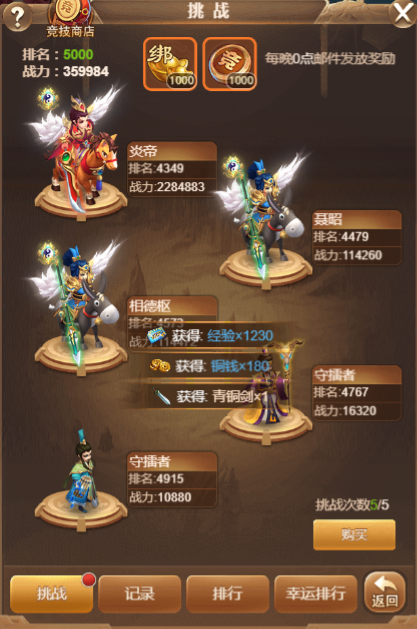 ?
挑战
竞
竞技商店
排名: 5000
战力: 359984
绑
1000
竞
1000
每晚0点邮件发放奖励
炎帝
排名:4349
战力:2284883
聂昭
排名:4479
战力:114260
相德枢
排名:4573
获得: 经验×1230
获得: 铜钱×180
获得: 青铜剑×1
守擂者
排名:4767
战力:16320
守擂者
排名:4915
战力:10880
挑战次数5/5
购买
挑战
记录
排行
幸运排行
返回